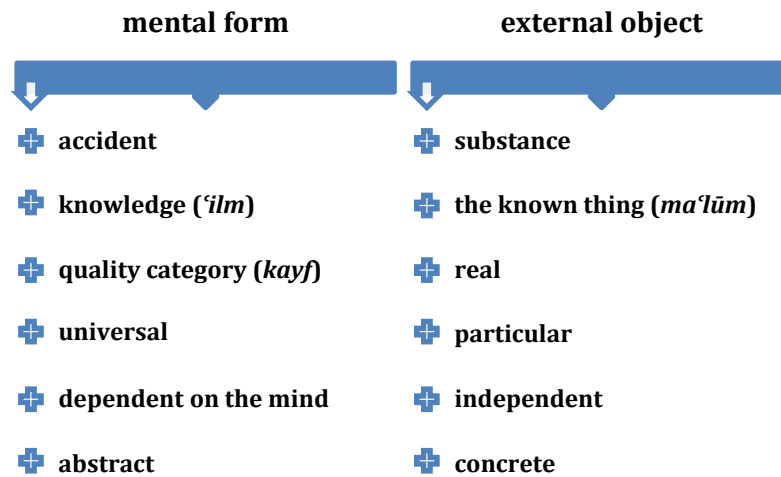 mental form
accident
knowledge (ʿilm)
quality category (kayf)
universal
dependent on the mind
abstract
external object
substance
the known thing (maʿlūm)
real
particular
independent
concrete